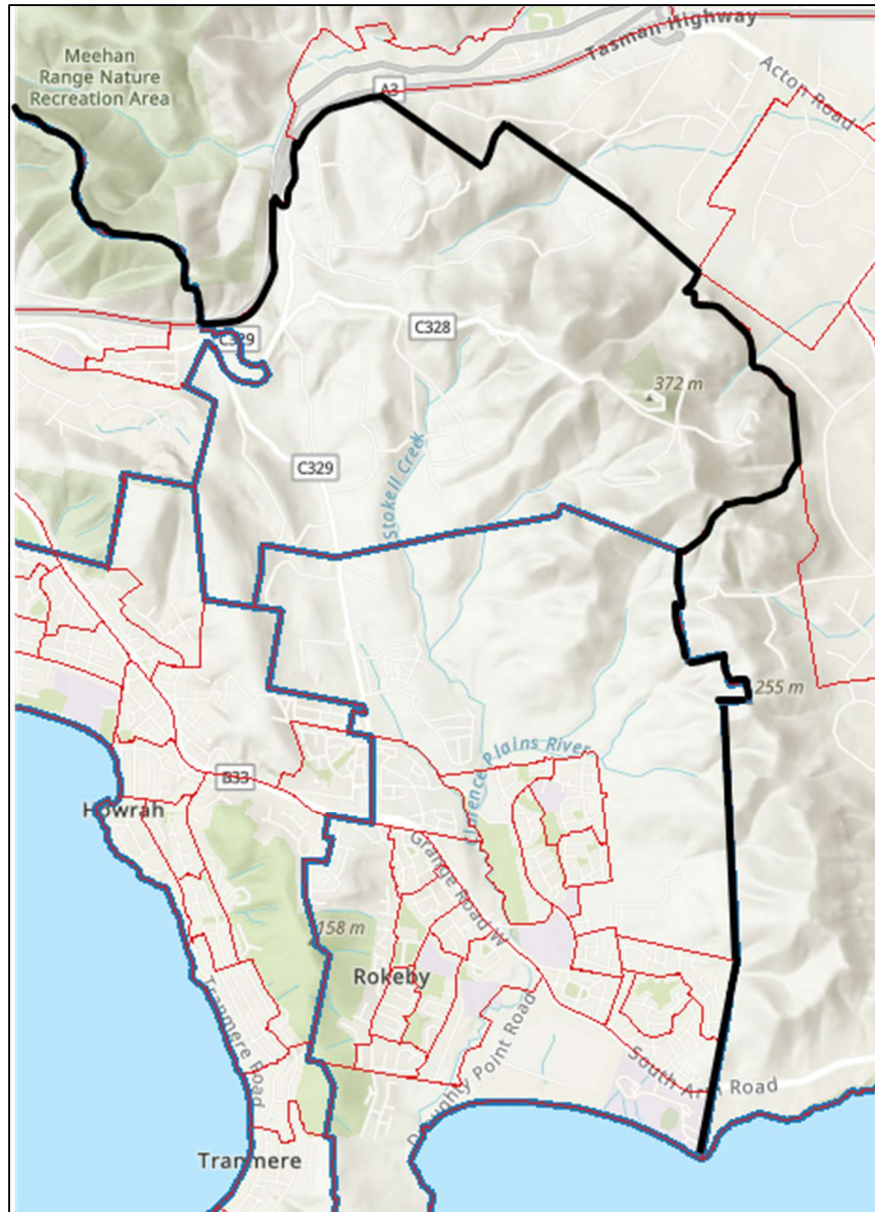 Tasman Highway
Meehan
Range Nature
Recreation Area
A3
Acton Road
C329
C328
372 m
C329
Stokell Creek
255 m
Clarence Plains River
B33
Howrah
Grange Road W
158 m
Rokeby
Tranmere Road
Droughty Point Road
South Arm Road
Tranmere